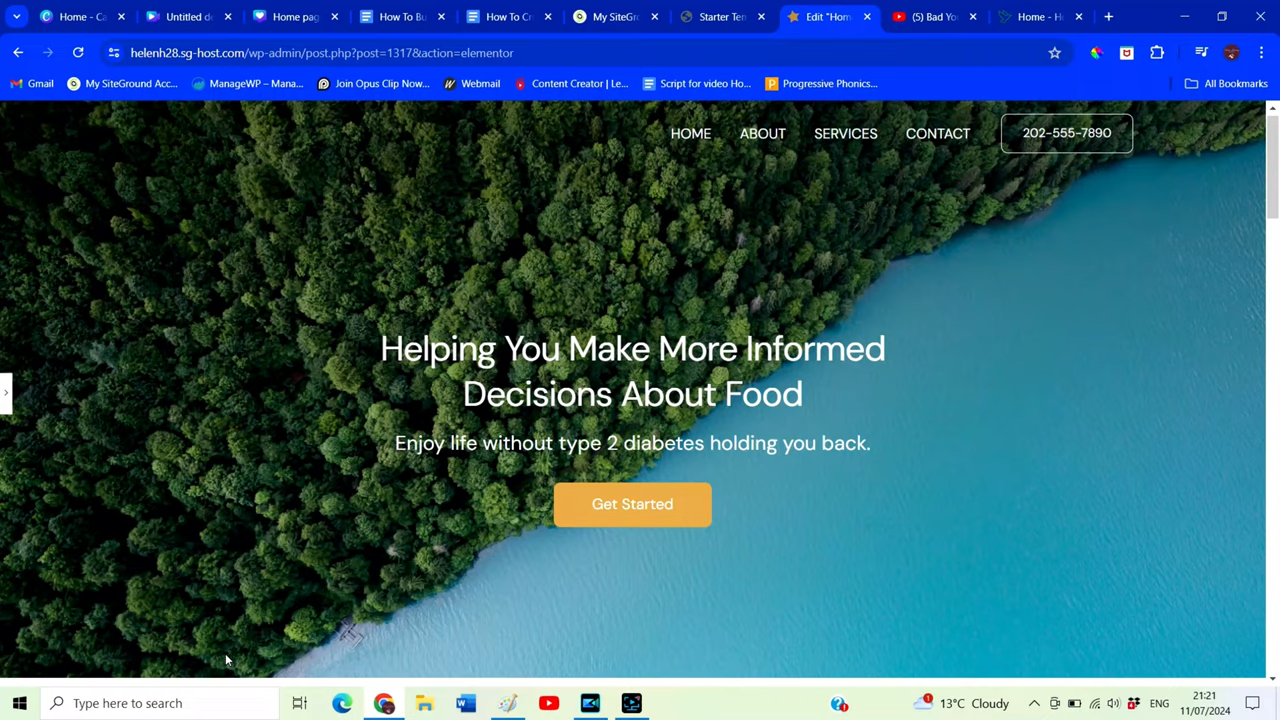 Home - Ca
Untitled de
Home pag
How To Bu
How To Cr
My SiteGro
Starter Tem
Edit "Hom
(5) Bad Yo
Home - H
helenh28.sg-host.com/wp-admin/post.php?post=1317&action=elementor
Gmail
My SiteGround Acc...
ManageWP – Mana...
Join Opus Clip Now...
Webmail
Content Creator | Le...
Script for video Ho...
Progressive Phonics...
All Bookmarks
HOME
ABOUT
SERVICES
CONTACT
202-555-7890
Helping You Make More Informed
Decisions About Food
Enjoy life without type 2 diabetes holding you back.
Get Started
Type here to search
13°C Cloudy
ENG
21:21
11/07/2024